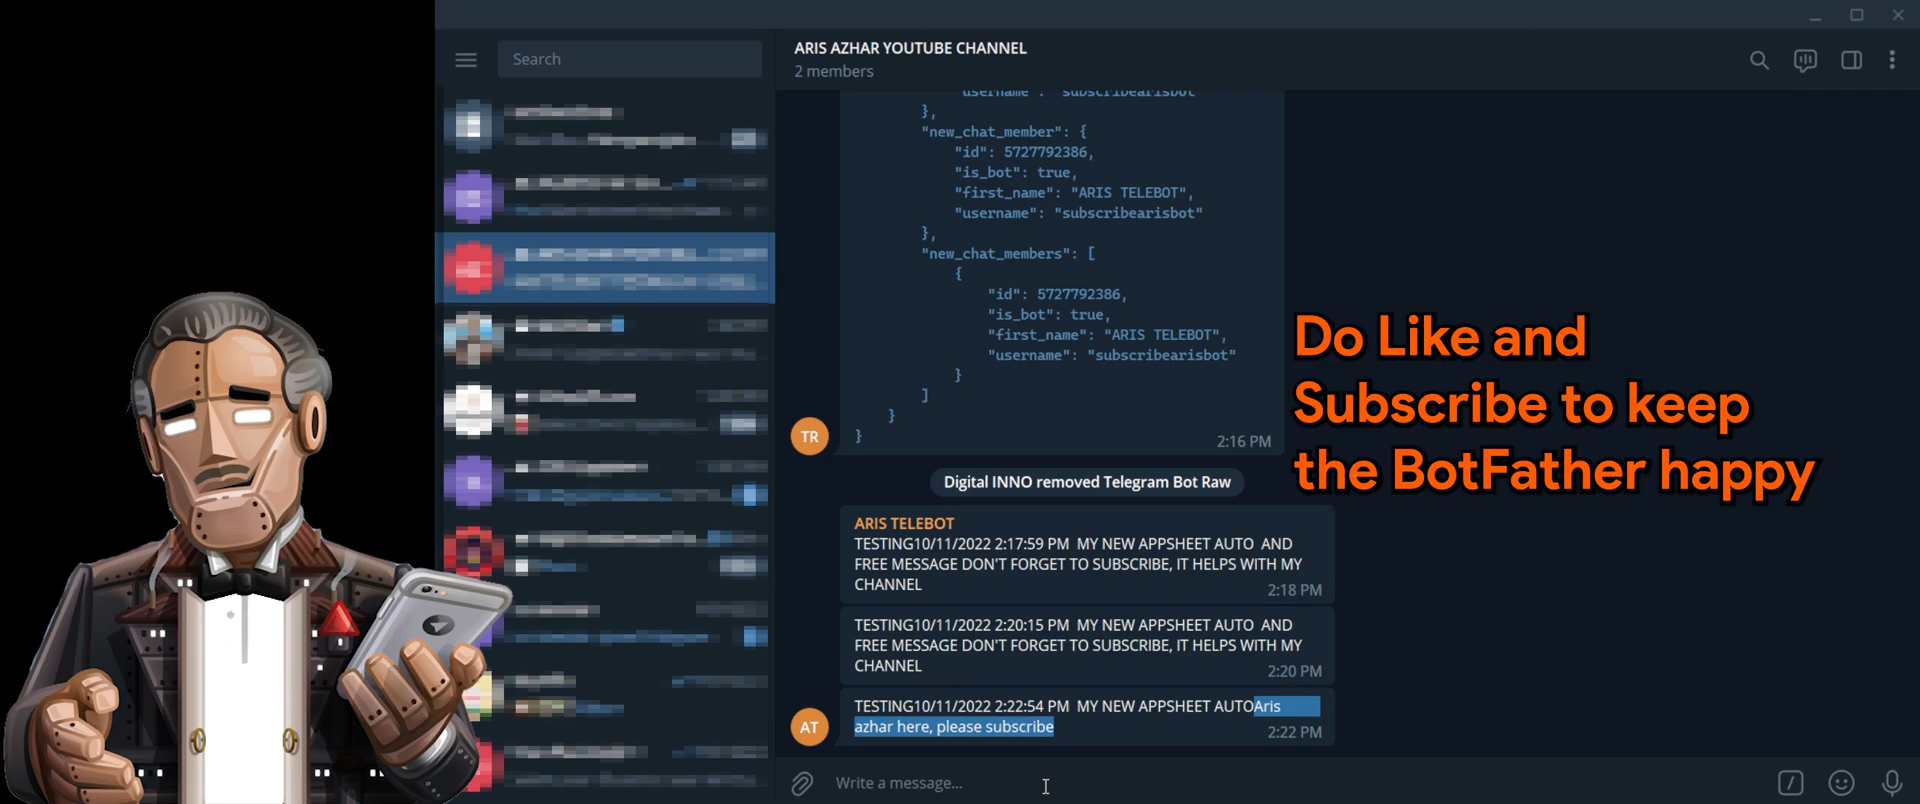 Search
ARIS AZHAR YOUTUBE CHANNEL
2 members
"username": "subscribearisbot"
},
"new_chat_member": {
"id": 5727792386,
"is_bot": true,
"first_name": "ARIS TELEBOT",
"username": "subscribearisbot"
},
"new_chat_members": [
{
"id": 5727792386,
"is_bot": true,
"first_name": "ARIS TELEBOT",
"username": "subscribearisbot"
}
]
}
}
TR
2:16 PM
Digital INNO removed Telegram Bot Raw
ARIS TELEBOT
TESTING10/11/2022 2:17:59 PM  MY NEW APPSHEET AUTO  AND
FREE MESSAGE DON'T FORGET TO SUBSCRIBE, IT HELPS WITH MY
CHANNEL
2:18 PM
TESTING10/11/2022 2:20:15 PM  MY NEW APPSHEET AUTO  AND
FREE MESSAGE DON'T FORGET TO SUBSCRIBE, IT HELPS WITH MY
CHANNEL
2:20 PM
TESTING10/11/2022 2:22:54 PM  MY NEW APPSHEET AUTOAris
azhar here, please subscribe
AT
2:22 PM
Write a message...
Do Like and
Subscribe to keep
the BotFather happy